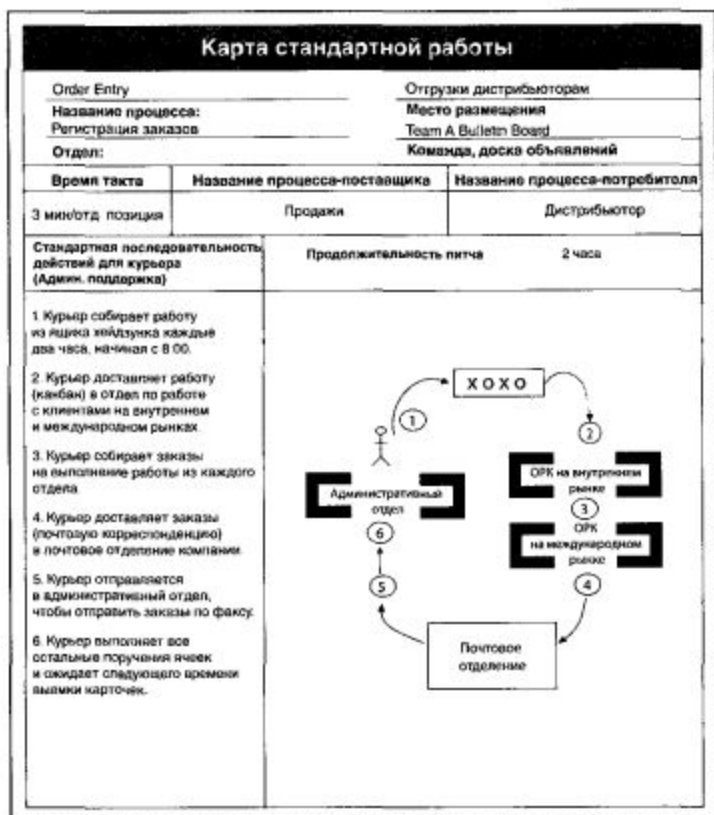 Карта стандартной работы
Order Entry
Отгрузки дистрибьюторам
Название процесса:
Место размещения
Регистрация заказов
Team A Bulletin Board
Отдел:
Команда, доска объявлений
Время такта
Название процесса-поставщика
Название процесса-потребителя
3 мин/отд. позиция
Продажи
Дистрибьютор
Стандартная последовательность
действий для курьера
(Админ. поддержка)
Продолжительность питча
2 часа
1. Курьер собирает работу
из ящика хейдзунка каждые
два часа, начиная с 8.00.
2. Курьер доставляет работу
(канбан) в отдел по работе
с клиентами на внутреннем
и международном рынках.
3. Курьер собирает заказы
на выполнение работы из каждого
отдела
4. Курьер доставляет заказы
(почтовую корреспонденцию)
в почтовое отделение компании
5. Курьер отправляется
в административный отдел,
чтобы отправить заказы по факсу.
6. Курьер выполняет все
остальные поручения ячеек
и ожидает следующего времени
выемки карточек.
X O X O
1
2
ОРК на внутреннем
рынке
3
ОРК
на международном
рынке
4
Административный
отдел
6
5
Почтовое
отделение